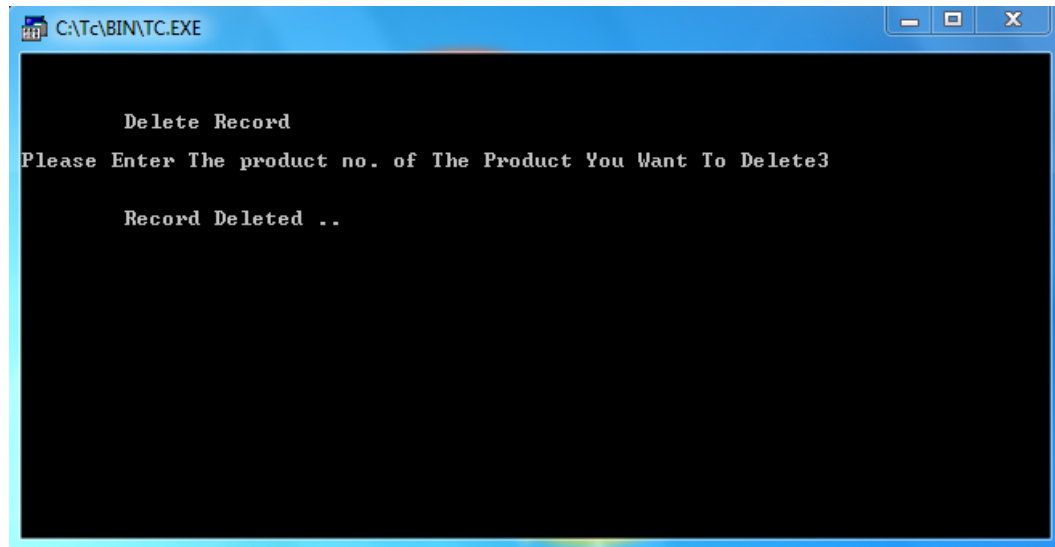 C:\Tc\BIN\TC.EXE
Delete Record
Please Enter The product no. of The Product You Want To Delete3
Record Deleted ..